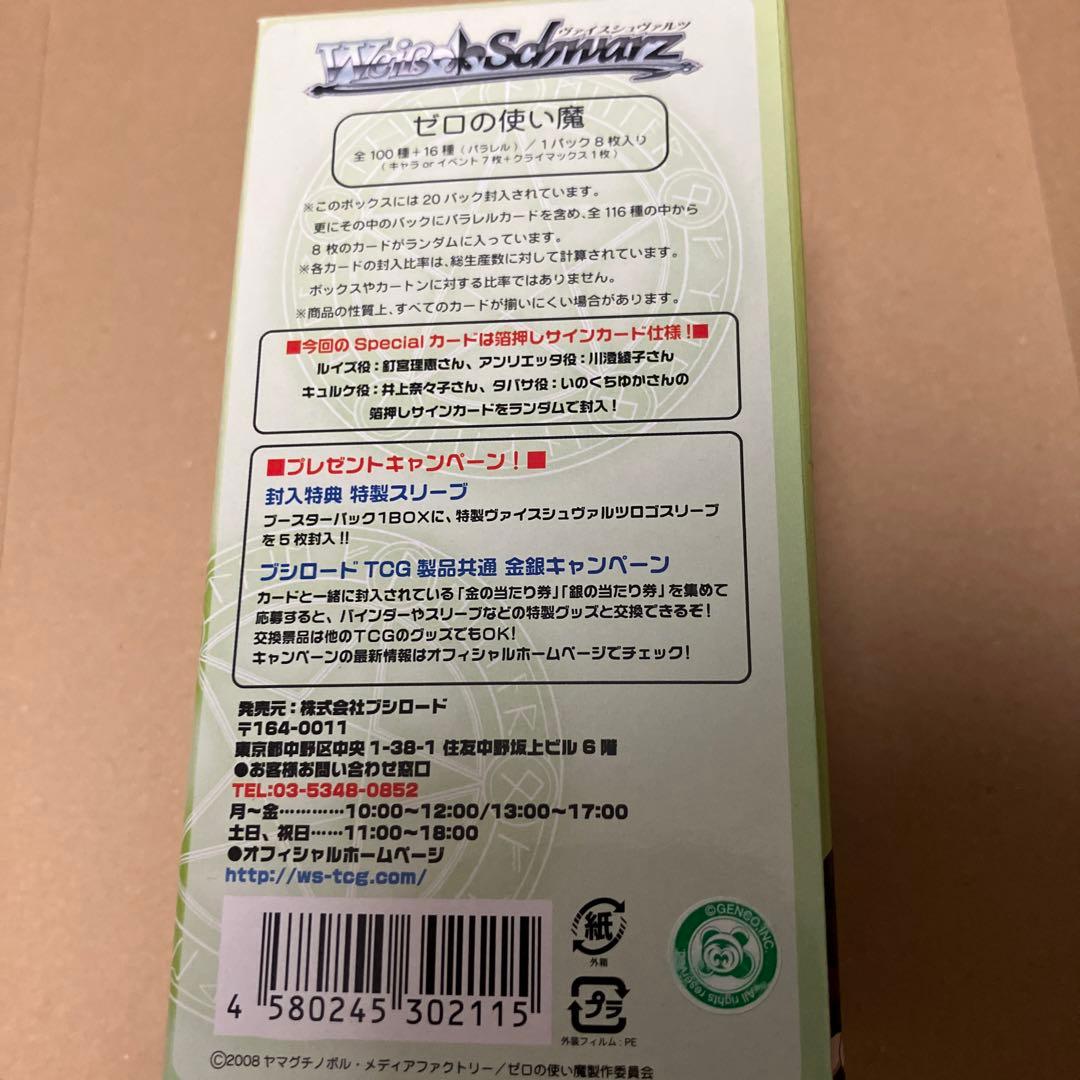 ヴァイスシュヴァルツ
Weiß Schwarz
ゼロの使い魔
全100種+16種(パラレル)/1パック8枚入り
(キャラorイベント7枚+クライマックス1枚)
※このボックスには20パック封入されています。
更にその中のパックにパラレルカードを含め、全116種の中から
8枚のカードがランダムに入っています。
※各カードの封入比率は、総生産数に対して計算されています。
ボックスやカートンに対する比率ではありません。
※商品の性質上、すべてのカードが揃いにくい場合があります。
■今回のSpecialカードは箔押しサインカード仕様!■
ルイズ役:釘宮理恵さん、アンリエッタ役:川澄綾子さん
キュルケ役:井上奈々子さん、タバサ役:いのくちゆかさんの
箔押しサインカードをランダムで封入!
■プレゼントキャンペーン!■
封入特典 特製スリーブ
ブースターパック1BOXに、特製ヴァイスシュヴァルツロゴスリーブ
を5枚封入!!
ブシロードTCG製品共通 金銀キャンペーン
カードと一緒に封入されている「金の当たり券」「銀の当たり券」を集めて
応募すると、バインダーやスリーブなどの特製グッズと交換できるぞ!
交換景品は他のTCGのグッズでもOK!
キャンペーンの最新情報はオフィシャルホームページでチェック!
発売元:株式会社ブシロード
〒164-0011
東京都中野区中央1-38-1 住友中野坂上ビル6階
●お客様お問い合わせ窓口
TEL:03-5348-0852
月〜金…………10:00〜12:00/13:00〜17:00
土日、祝日……11:00〜18:00
●オフィシャルホームページ
http://ws-tcg.com/
4 580245 302115
紙
外箱
プラ
外装フィルム:PE
©GENCO,INC.
All rights reserved
©2008 ヤマグチノボル・メディアファクトリー/ゼロの使い魔製作委員会